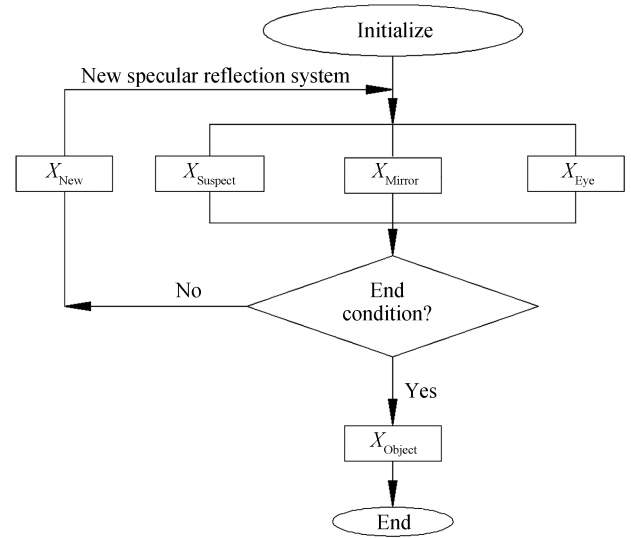 Initialize
New specular reflection system
X_New
X_Suspect
X_Mirror
X_Eye
No
End
condition?
Yes
X_Object
End